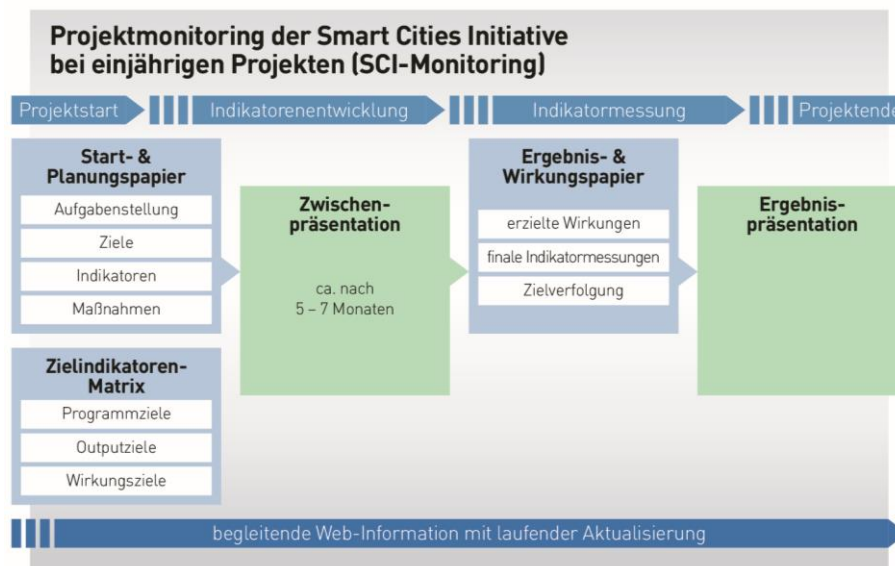 Projektmonitoring der Smart Cities Initiative
bei einjährigen Projekten (SCI-Monitoring)
Projektstart
Indikatorenentwicklung
Indikatormessung
Projektende
Start- &
Planungspapier
Aufgabenstellung
Ziele
Indikatoren
Maßnahmen
Zielindikatoren-
Matrix
Programmziele
Outputziele
Wirkungsziele
Zwischen-
präsentation
ca. nach
5 – 7 Monaten
Ergebnis- &
Wirkungspapier
erzielte Wirkungen
finale Indikatormessungen
Zielverfolgung
Ergebnis-
präsentation
begleitende Web-Information mit laufender Aktualisierung